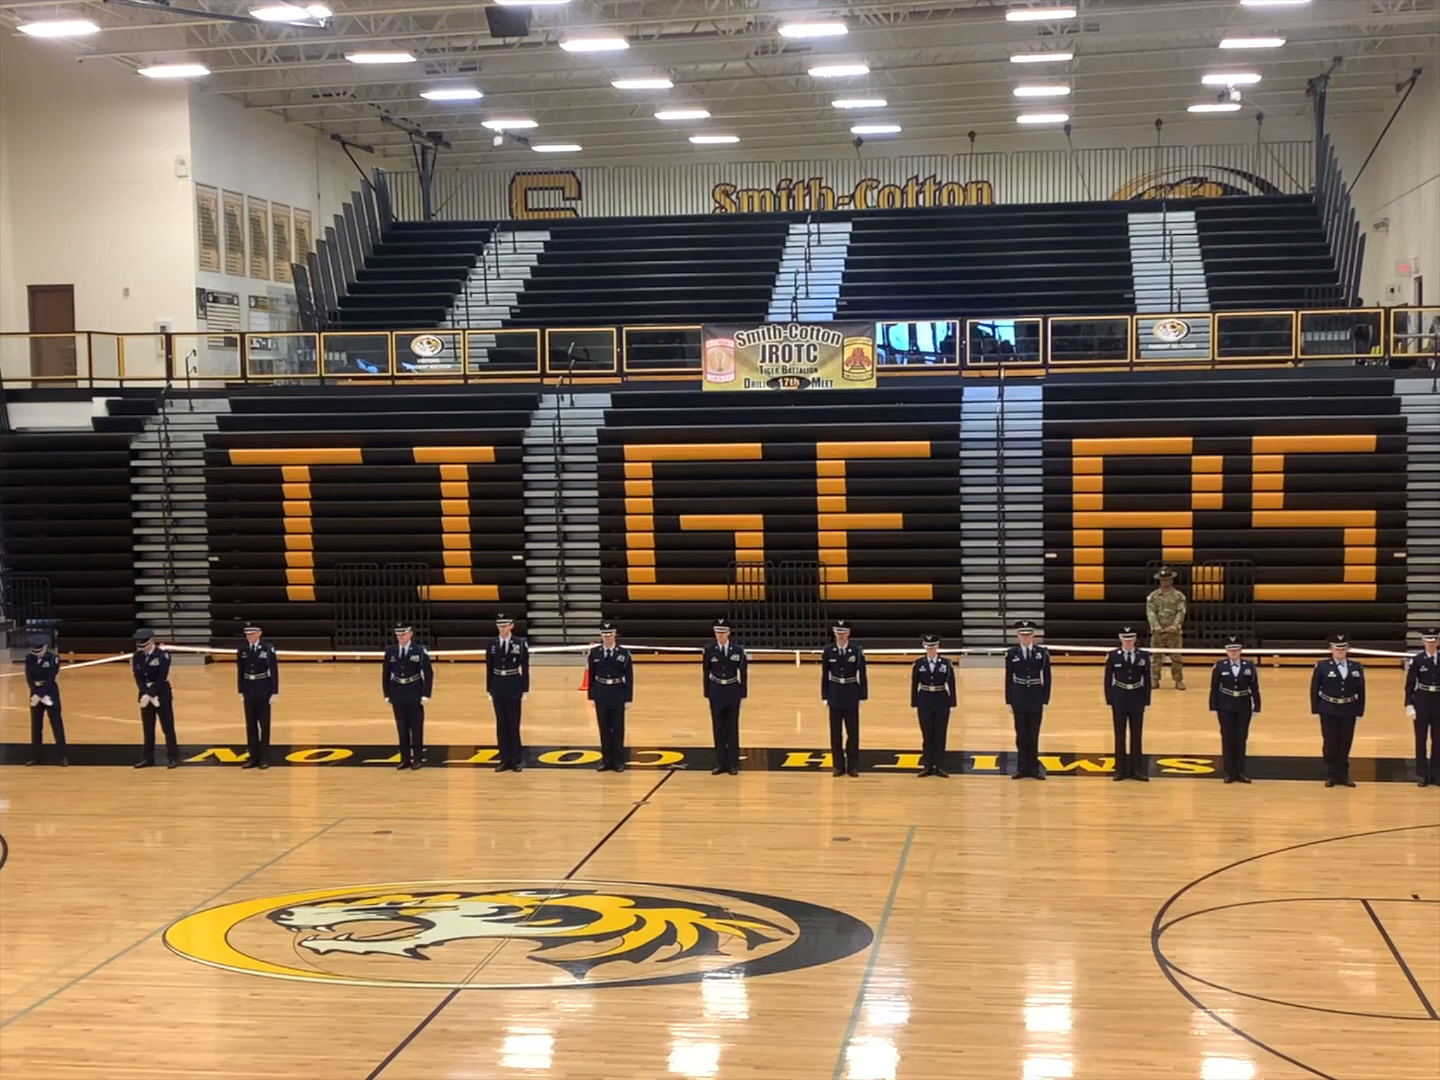 S
Smith-Cotton
Smith-Cotton
JROTC
TIGER BATTALION
DRILL 17th MEET
TIGERS
SMITH-COTTON